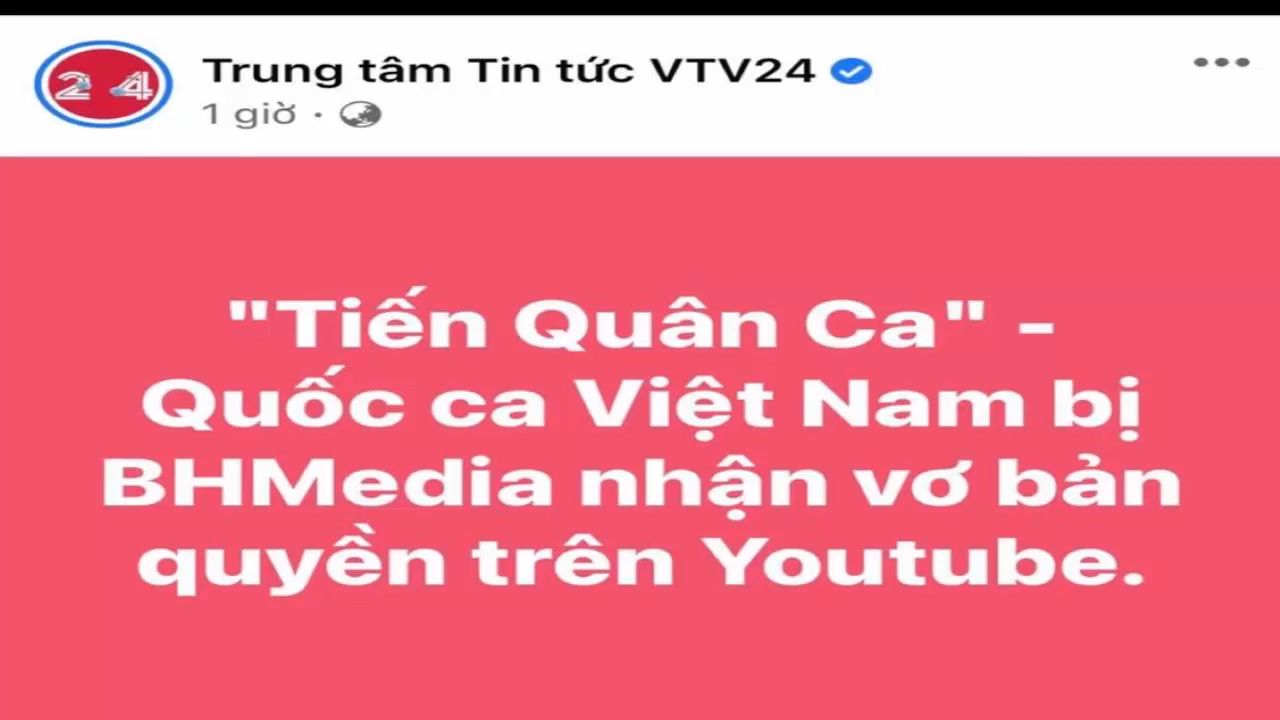 24
Trung tâm Tin tức VTV24
1 giờ ·
"Tiến Quân Ca" -
Quốc ca Việt Nam bị
BHMedia nhận vơ bản
quyền trên Youtube.